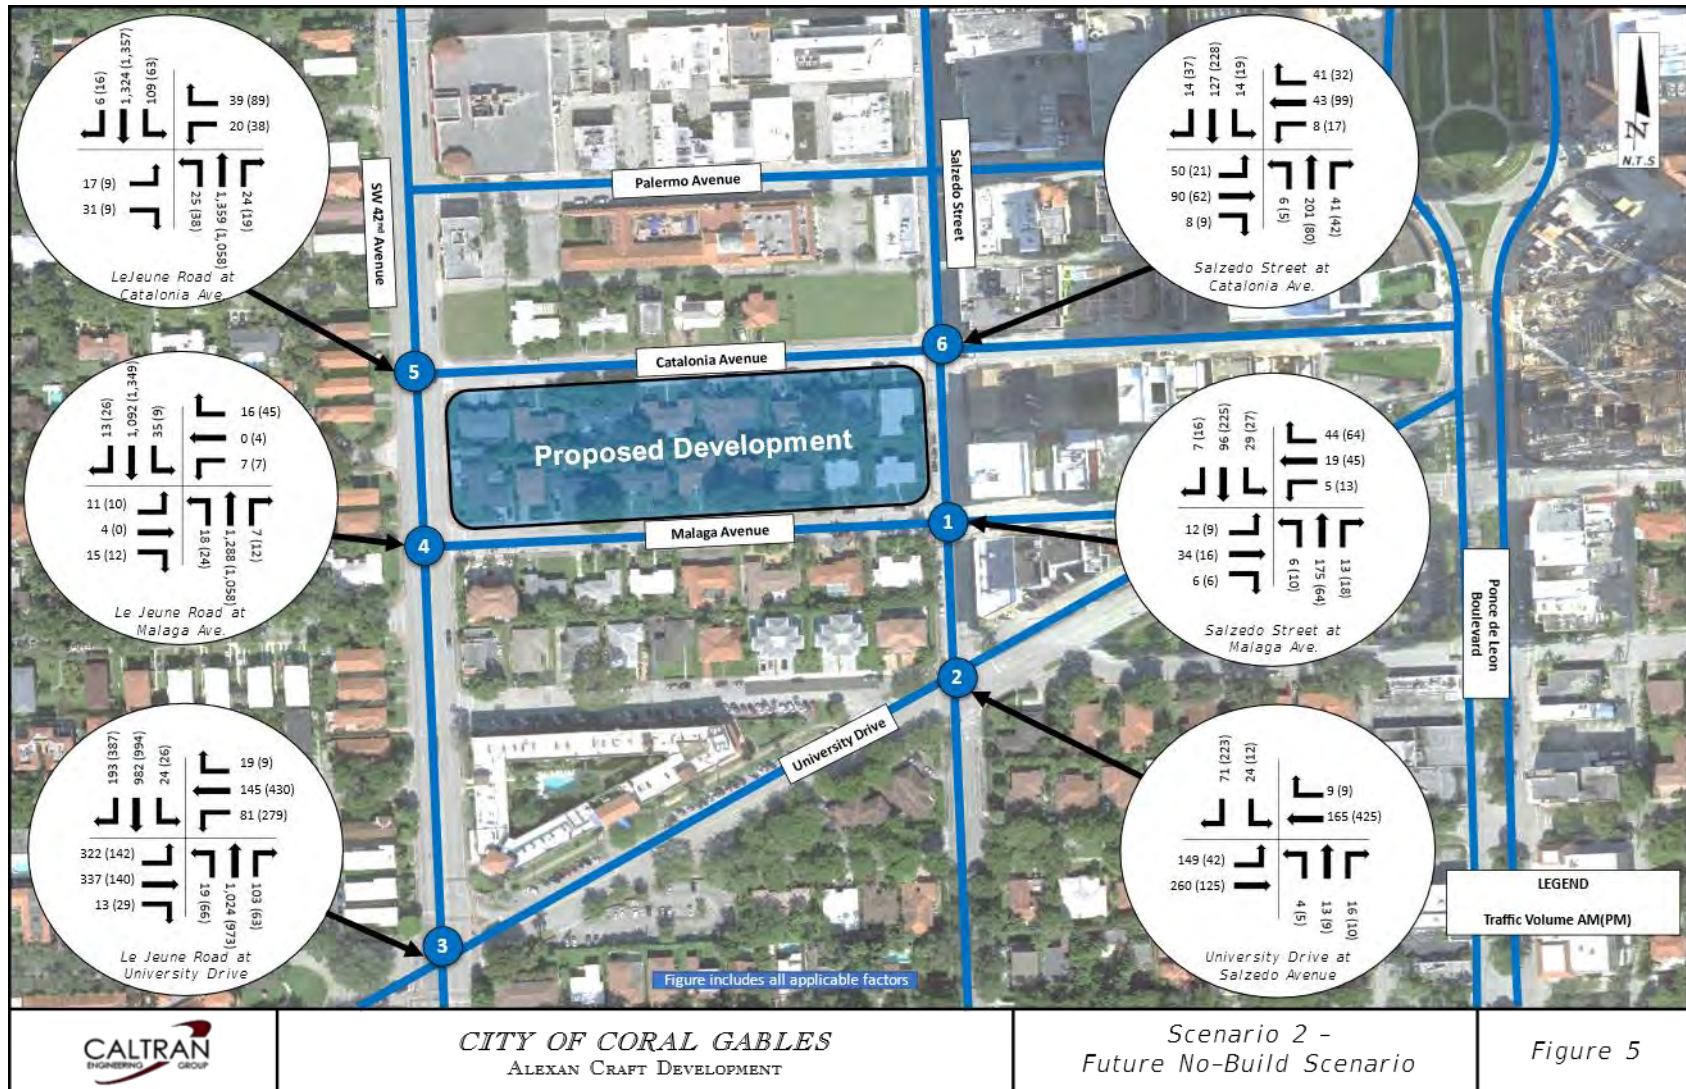 6 (16)
1,324 (1,357)
109 (63)
39 (89)
20 (38)
17 (9)
31 (9)
25 (38)
1,359 (1,058)
24 (19)
LeJeune Road at
Catalonia Ave.
13 (26)
1,092 (1,349)
35 (9)
16 (45)
0 (4)
7 (7)
11 (10)
4 (0)
15 (12)
18 (24)
1,288 (1,058)
7 (12)
Le Jeune Road at
Malaga Ave.
193 (387)
982 (994)
24 (26)
19 (9)
145 (430)
81 (279)
322 (142)
337 (140)
13 (29)
19 (66)
1,024 (973)
103 (63)
Le Jeune Road at
University Drive
SW 42nd Avenue
Palermo Avenue
Salzedo Street
Catalonia Avenue
Proposed Development
Malaga Avenue
University Drive
5
6
4
1
2
3
Figure includes all applicable factors
14 (37)
127 (228)
14 (19)
41 (32)
43 (99)
8 (17)
50 (21)
90 (62)
8 (9)
6 (5)
201 (80)
41 (42)
Salzedo Street at
Catalonia Ave.
7 (16)
96 (225)
29 (27)
44 (64)
19 (45)
5 (13)
12 (9)
34 (16)
6 (6)
6 (10)
175 (64)
13 (18)
Salzedo Street at
Malaga Ave.
71 (223)
24 (12)
9 (9)
165 (425)
149 (42)
260 (125)
4 (5)
13 (9)
16 (10)
University Drive at
Salzedo Avenue
N
N.T.S
Ponce de Leon
Boulevard
LEGEND
Traffic Volume AM(PM)
CALTRAN
ENGINEERING GROUP
CITY OF CORAL GABLES
ALEXAN CRAFT DEVELOPMENT
Scenario 2 –
Future No-Build Scenario
Figure 5